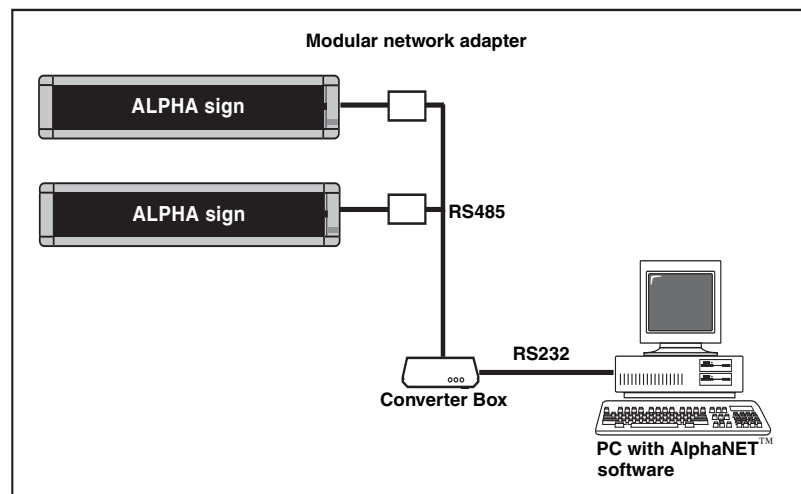 Modular network adapter
ALPHA sign
ALPHA sign
RS485
RS232
Converter Box
PC with AlphaNET™
software